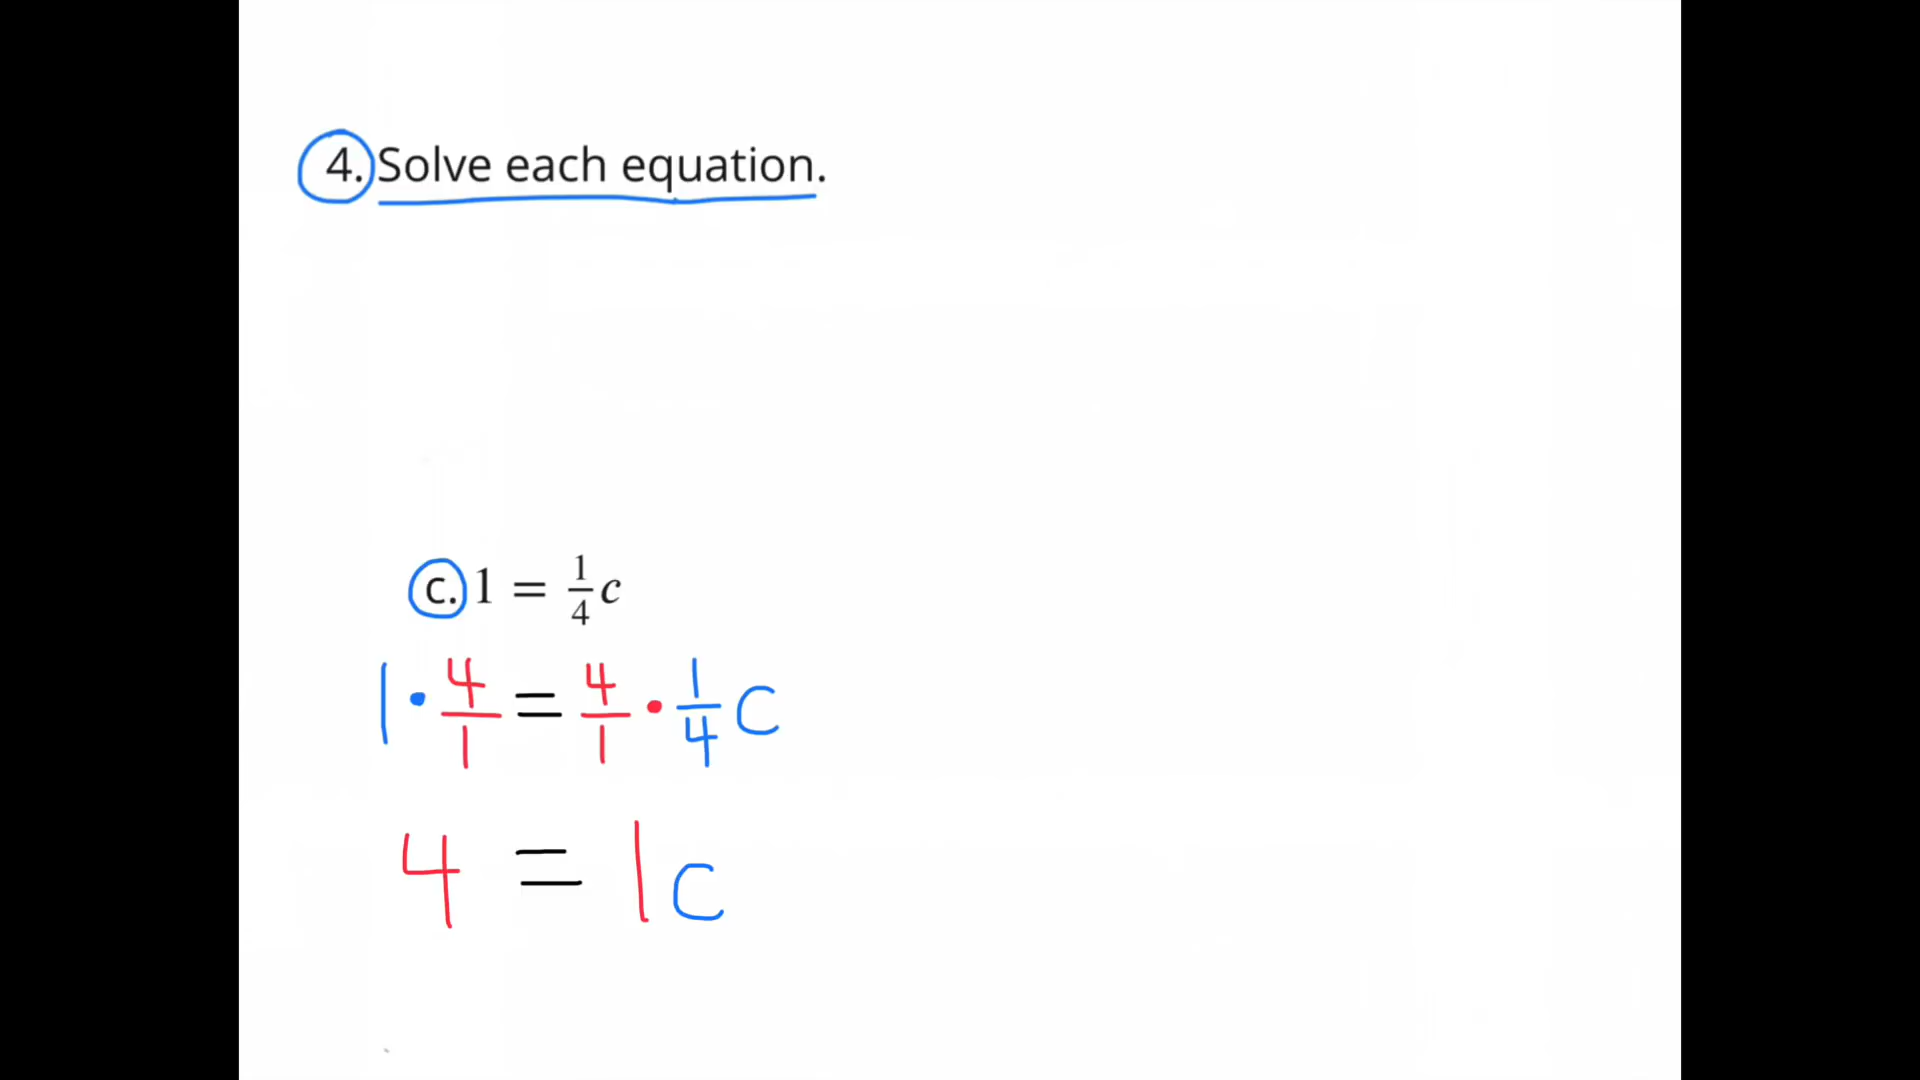 4. Solve each equation.
c. 1 = 1/4 c
1 · 4/1 = 4/1 · 1/4 c
4 = 1c